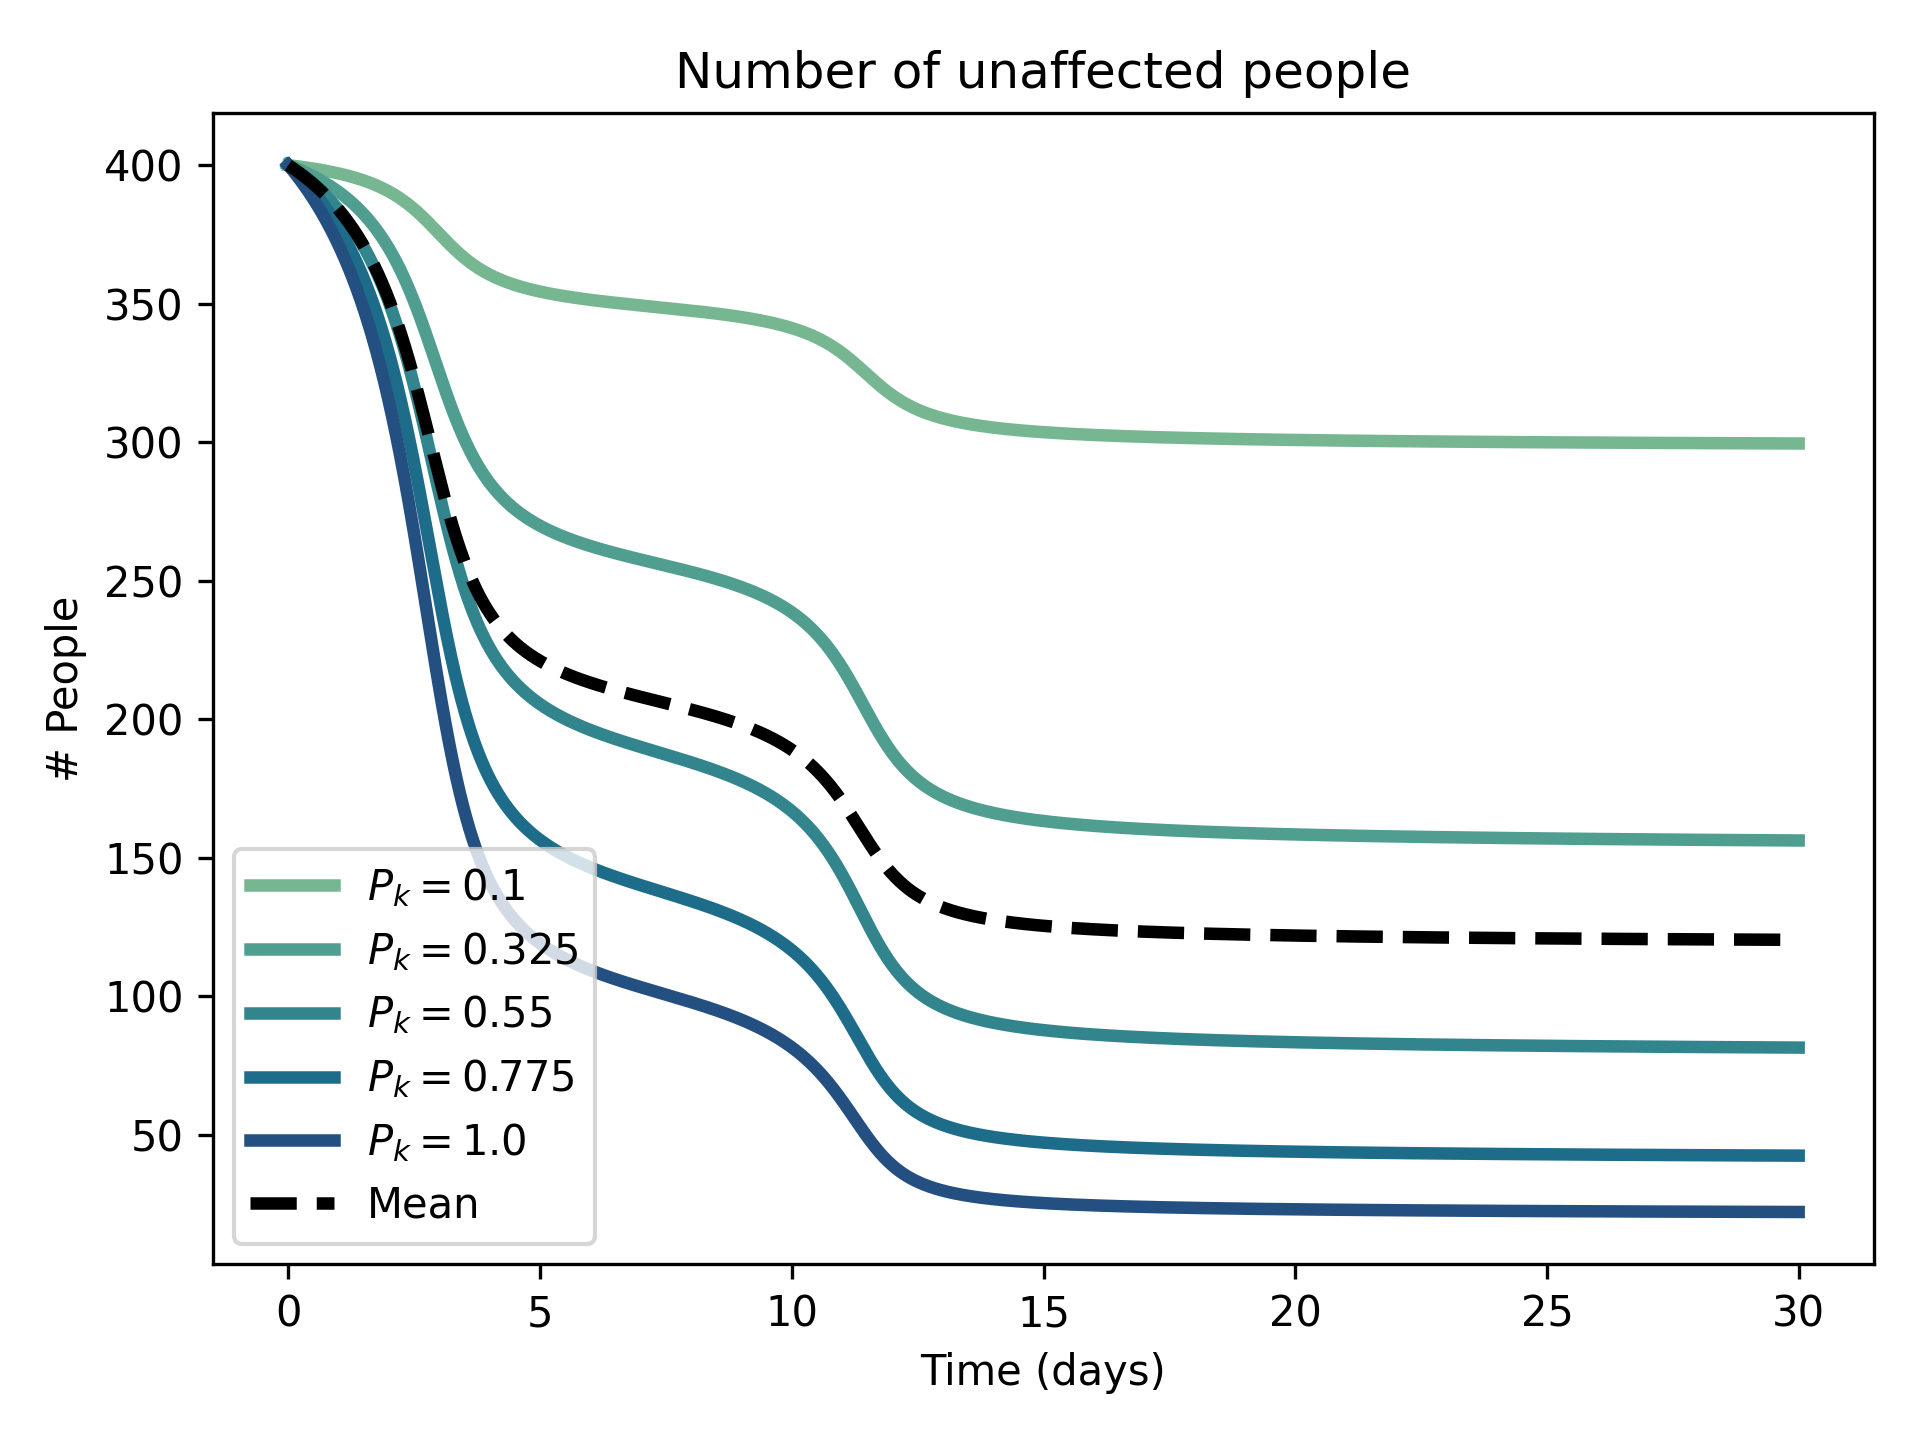 Number of unaffected people
# People
400
350
300
250
200
150
100
50
P_k = 0.1
P_k = 0.325
P_k = 0.55
P_k = 0.775
P_k = 1.0
Mean
0 5 10 15 20 25 30
Time (days)